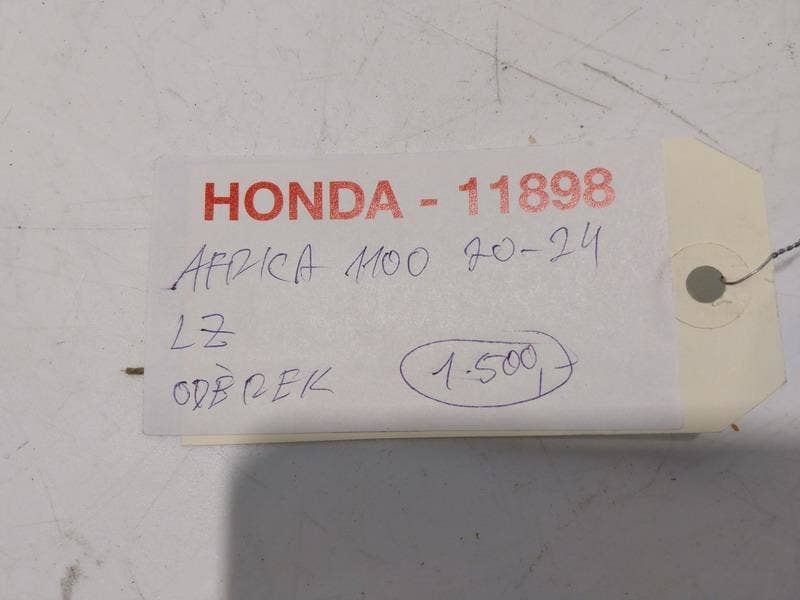 HONDA - 11898
AFRICA 1100 20-24
LZ
ODĚREK 1.500,-